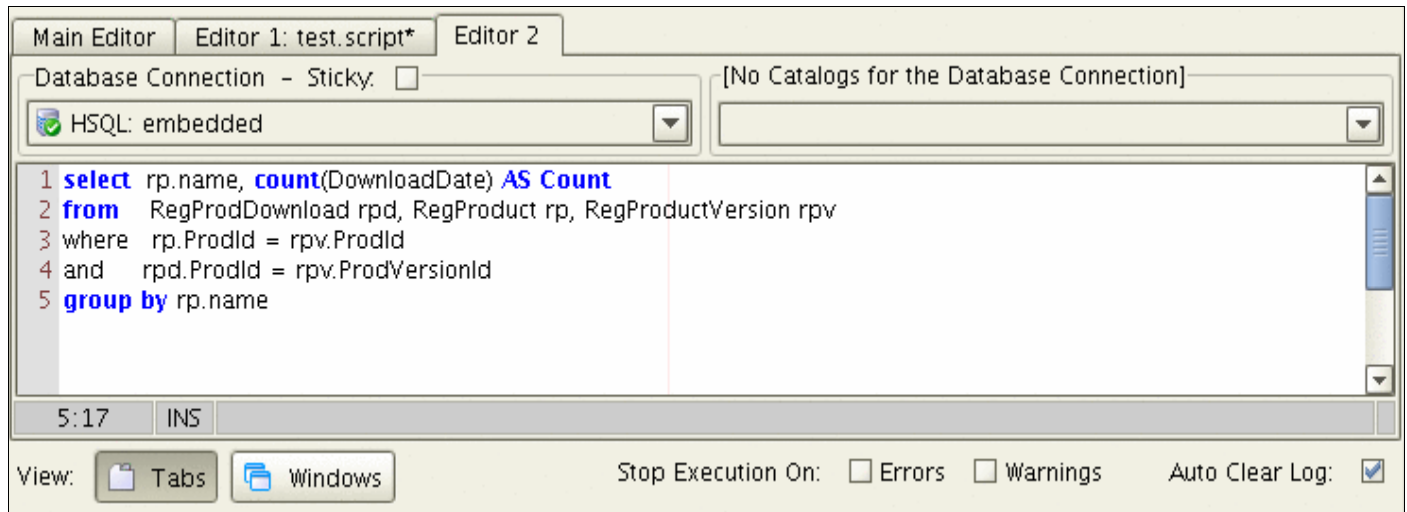 Main Editor Editor 1: test.script* Editor 2
Database Connection - Sticky: [No Catalogs for the Database Connection]
HSQL: embedded
1 select rp.name, count(DownloadDate) AS Count
2 from RegProdDownload rpd, RegProduct rp, RegProductVersion rpv
3 where rp.ProdId = rpv.ProdId
4 and rpd.ProdId = rpv.ProdVersionId
5 group by rp.name
5:17 INS
View: Tabs Windows Stop Execution On: Errors Warnings Auto Clear Log: